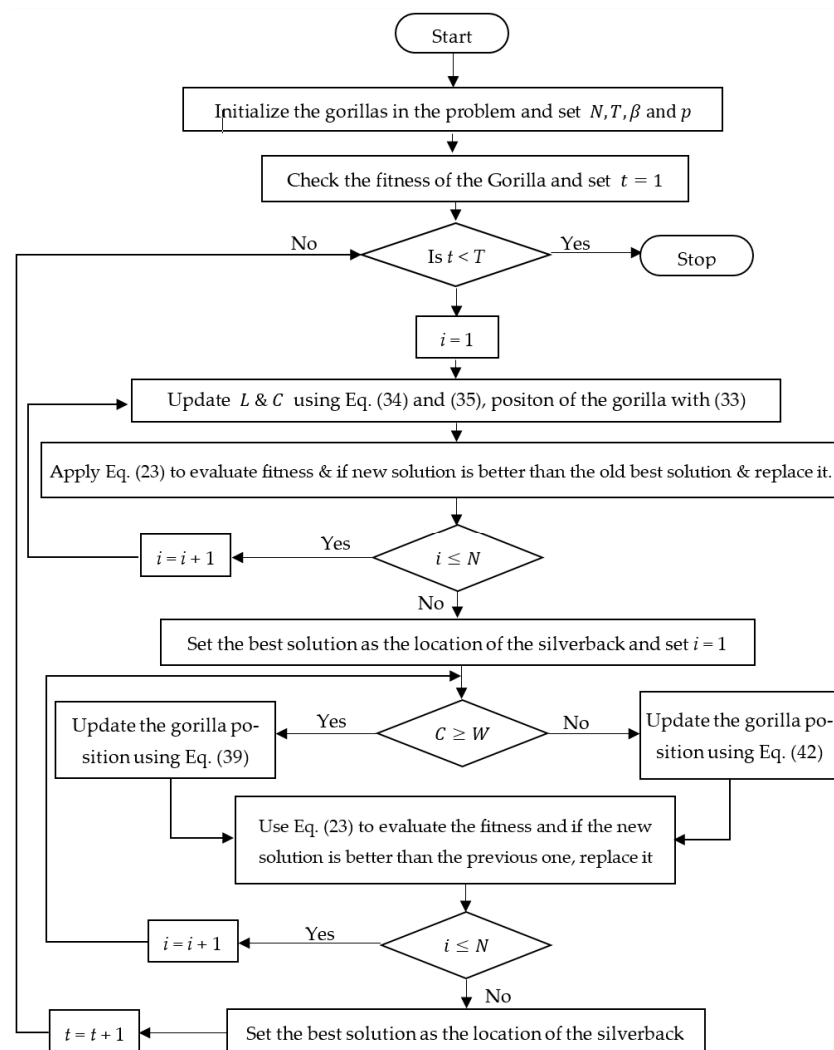 Start
Initialize the gorillas in the problem and set N, T, β and p
Check the fitness of the Gorilla and set t = 1
No
Is t < T
Yes
Stop
i = 1
Update L & C using Eq. (34) and (35), positon of the gorilla with (33)
Apply Eq. (23) to evaluate fitness & if new solution is better than the old best solution & replace it.
i = i + 1
Yes
i ≤ N
No
Set the best solution as the location of the silverback and set i = 1
Update the gorilla po-
sition using Eq. (39)
Yes
C ≥ W
No
Update the gorilla po-
sition using Eq. (42)
Use Eq. (23) to evaluate the fitness and if the new
solution is better than the previous one, replace it
i = i + 1
Yes
i ≤ N
No
t = t + 1
Set the best solution as the location of the silverback